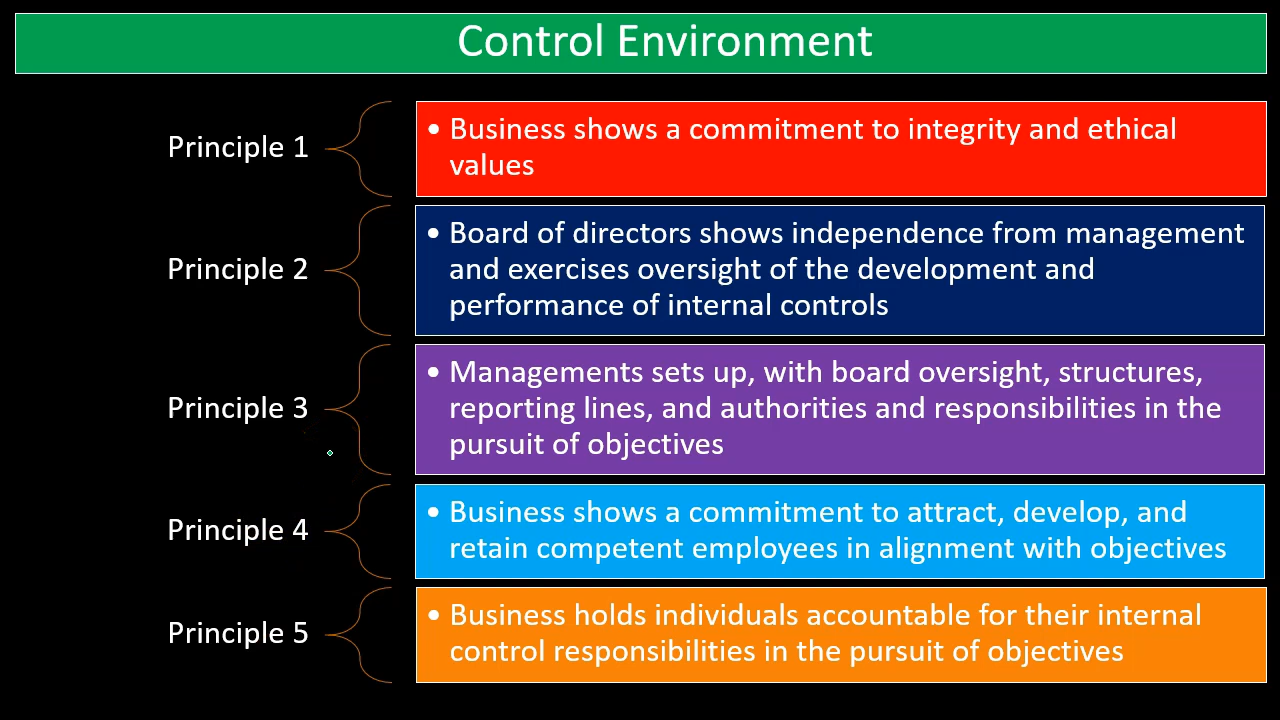 Control Environment
Principle 1
• Business shows a commitment to integrity and ethical
values
Principle 2
• Board of directors shows independence from management
and exercises oversight of the development and
performance of internal controls
Principle 3
• Managements sets up, with board oversight, structures,
reporting lines, and authorities and responsibilities in the
pursuit of objectives
Principle 4
• Business shows a commitment to attract, develop, and
retain competent employees in alignment with objectives
Principle 5
• Business holds individuals accountable for their internal
control responsibilities in the pursuit of objectives